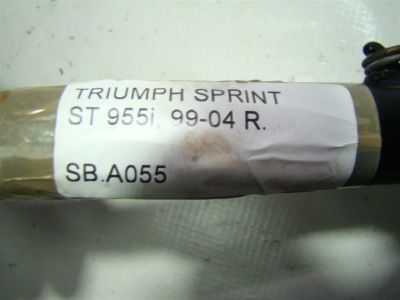 TRIUMPH SPRINT
ST 955i, 99-04 R.
SB.A055